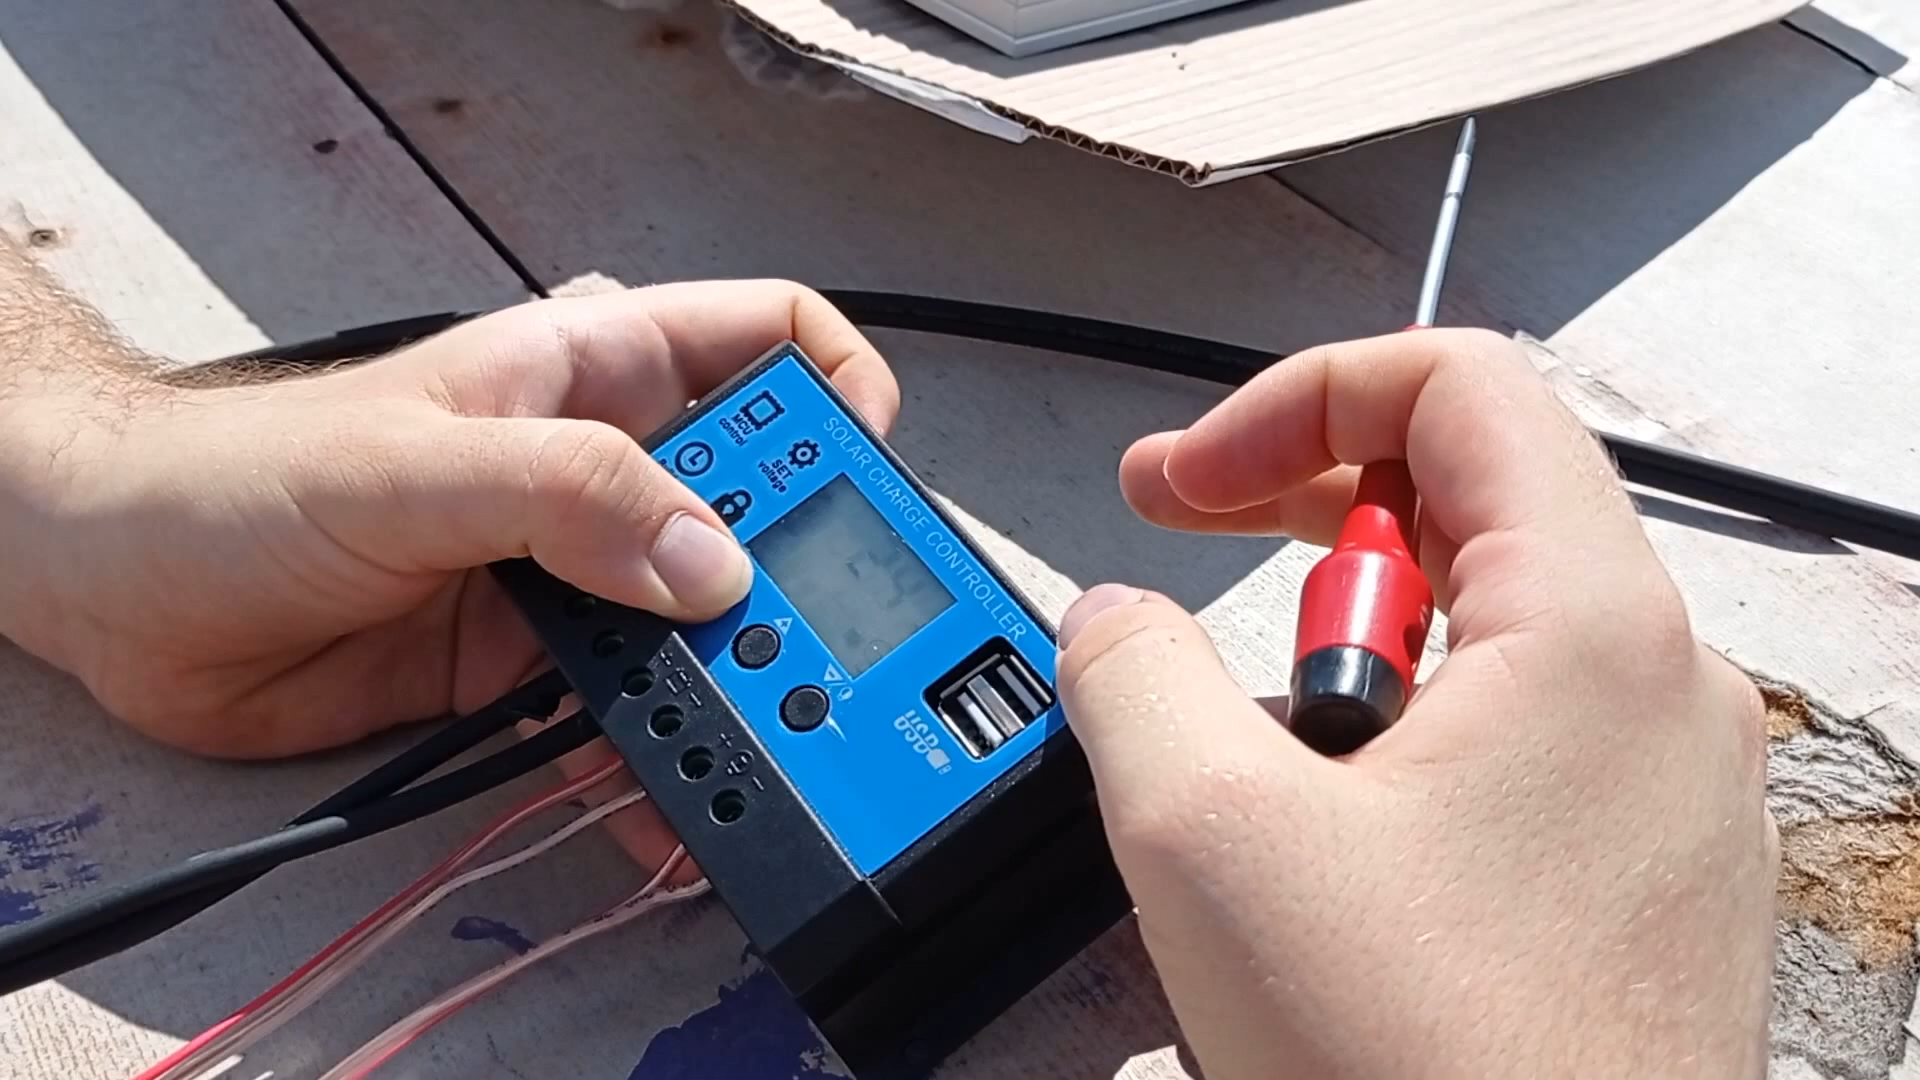 SOLAR CHARGE CONTROLLER
MCU
control
SET
voltage
USB
+ -
+ -